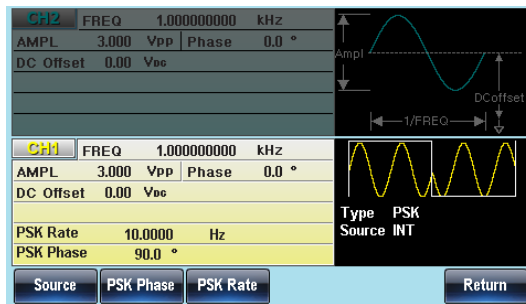 CH2 FREQ 1.000000000 kHz
AMPL 3.000 VPP Phase 0.0 °
DC Offset 0.00 VDC
Ampl
DCoffset
1/FREQ
CH1 FREQ 1.000000000 kHz
AMPL 3.000 VPP Phase 0.0 °
DC Offset 0.00 VDC
PSK Rate 10.0000 Hz
PSK Phase 90.0 °
Type PSK
Source INT
Source PSK Phase PSK Rate Return